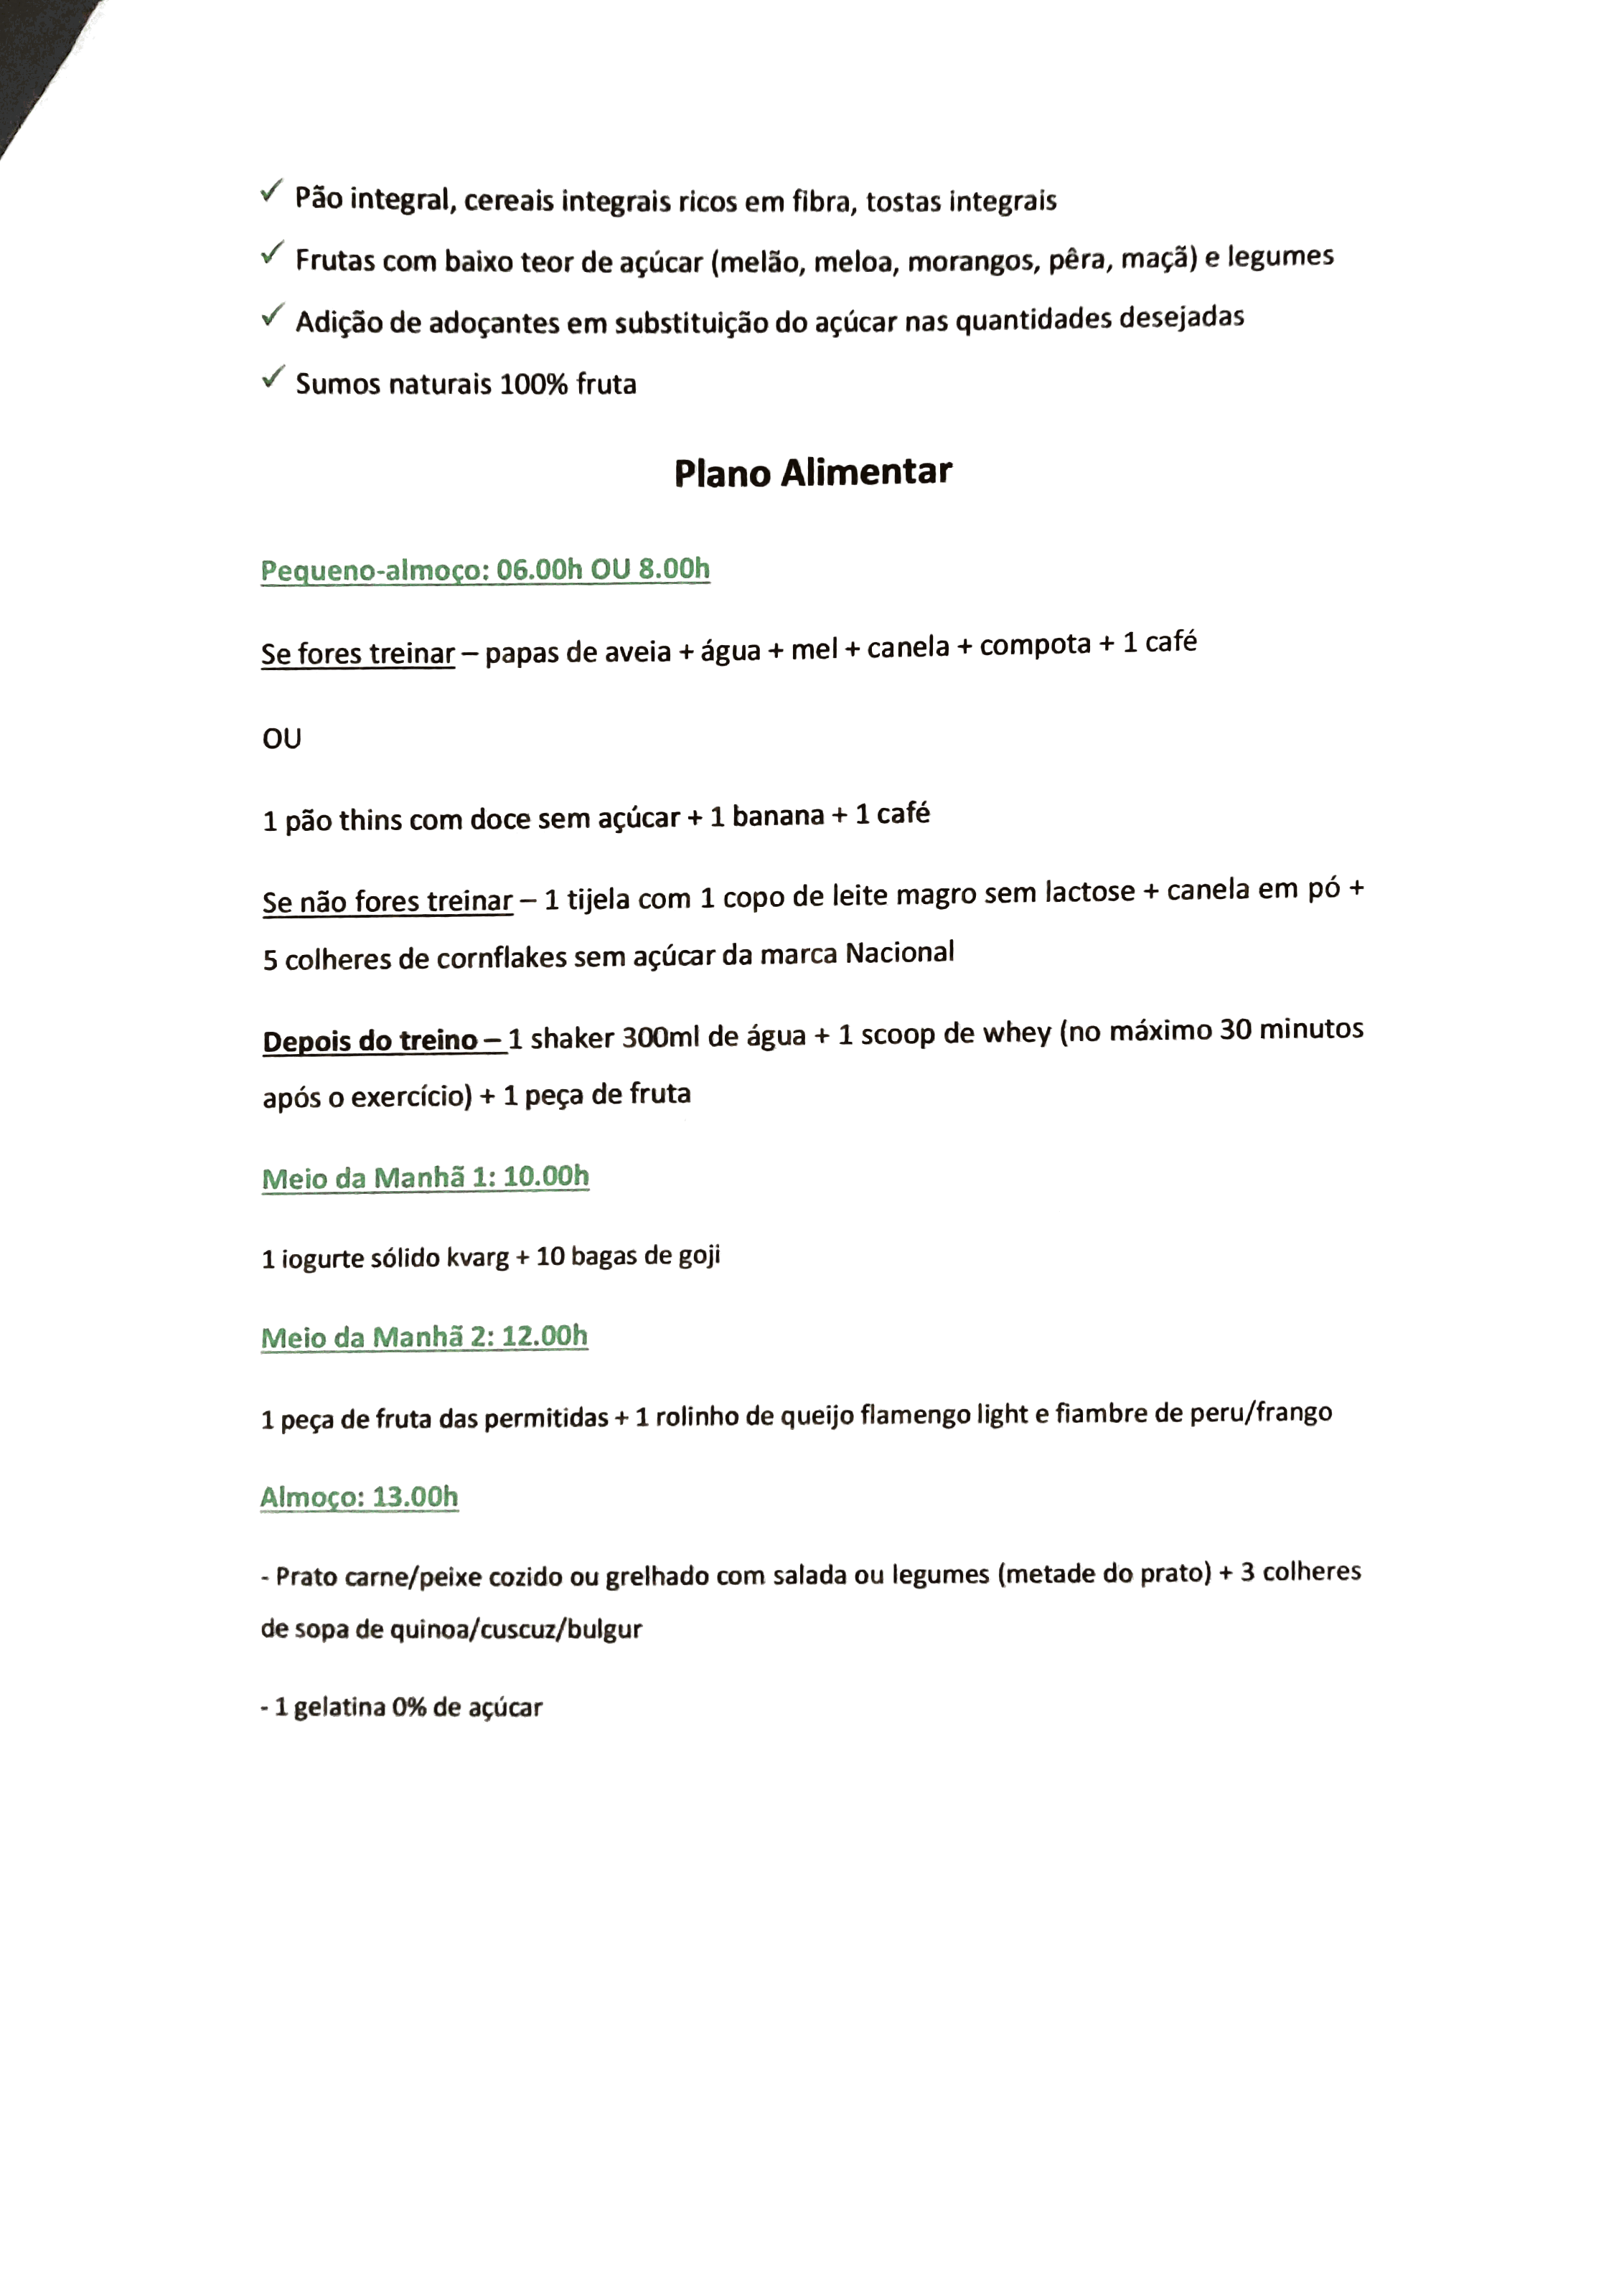 ✓ Pão integral, cereais integrais ricos em fibra, tostas integrais
✓ Frutas com baixo teor de açúcar (melão, meloa, morangos, pêra, maçã) e legumes
✓ Adição de adoçantes em substituição do açúcar nas quantidades desejadas
✓ Sumos naturais 100% fruta
Plano Alimentar
Pequeno-almoço: 06.00h OU 8.00h
Se fores treinar – papas de aveia + água + mel + canela + compota + 1 café
OU
1 pão thins com doce sem açúcar + 1 banana + 1 café
Se não fores treinar – 1 tijela com 1 copo de leite magro sem lactose + canela em pó +
5 colheres de cornflakes sem açúcar da marca Nacional
Depois do treino – 1 shaker 300ml de água + 1 scoop de whey (no máximo 30 minutos
após o exercício) + 1 peça de fruta
Meio da Manhã 1: 10.00h
1 iogurte sólido kvarg + 10 bagas de goji
Meio da Manhã 2: 12.00h
1 peça de fruta das permitidas + 1 rolinho de queijo flamengo light e fiambre de peru/frango
Almoço: 13.00h
- Prato carne/peixe cozido ou grelhado com salada ou legumes (metade do prato) + 3 colheres
de sopa de quinoa/cuscuz/bulgur
- 1 gelatina 0% de açúcar